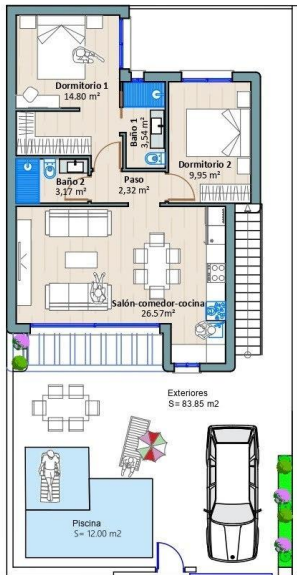 Dormitorio 1
14.80 m²
Baño 1
3,54 m²
Dormitorio 2
9,95 m²
Baño 2
3,17 m²
Paso
2,32 m²
Salón-comedor-cocina
26.57m²
Exteriores
S= 83.85 m2
Piscina
S= 12.00 m2